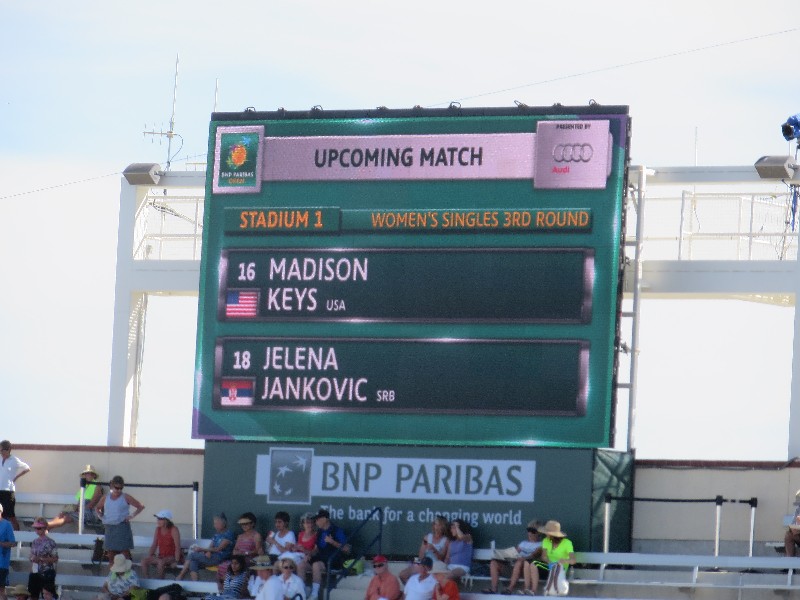 BNP PARIBAS
OPEN
UPCOMING MATCH
PRESENTED BY
Audi
STADIUM 1 WOMEN'S SINGLES 3RD ROUND
16 MADISON
KEYS USA
18 JELENA
JANKOVIC SRB
BNP PARIBAS
The bank for a changing world